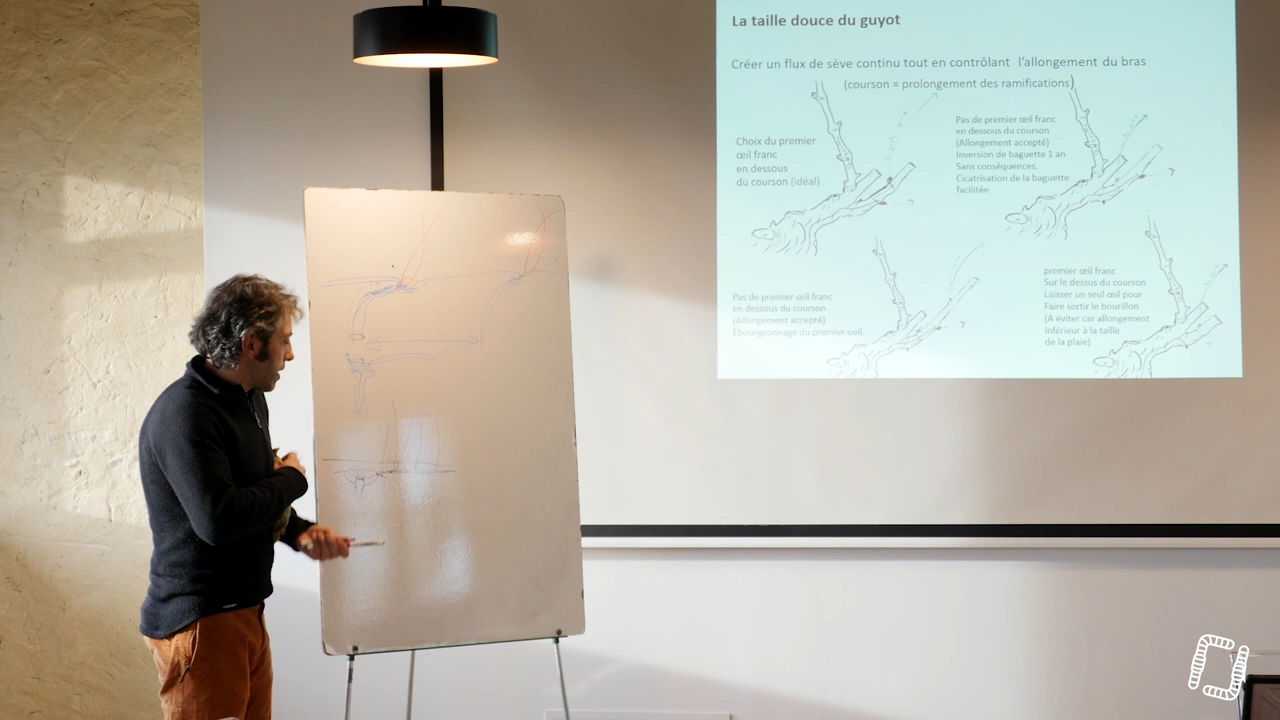 La taille douce du guyot
Créer un flux de sève continu tout en contrôlant l'allongement du bras
(courson = prolongement des ramifications)
Choix du premier
œil franc
en dessous
du courson (idéal)
Pas de premier œil franc
en dessous du courson
(Allongement accepté)
Inversion de baguette 1 an
Sans conséquences.
Cicatrisation de la baguette
facilitée
Pas de premier œil franc
en dessous du courson
(Allongement accepté)
Ébourgeonnage du premier oeil.
premier œil franc
Sur le dessus du courson
Laisser un seul œil pour
Faire sortir le bourillon
(A éviter car allongement
inférieur à la taille
de la plaie)